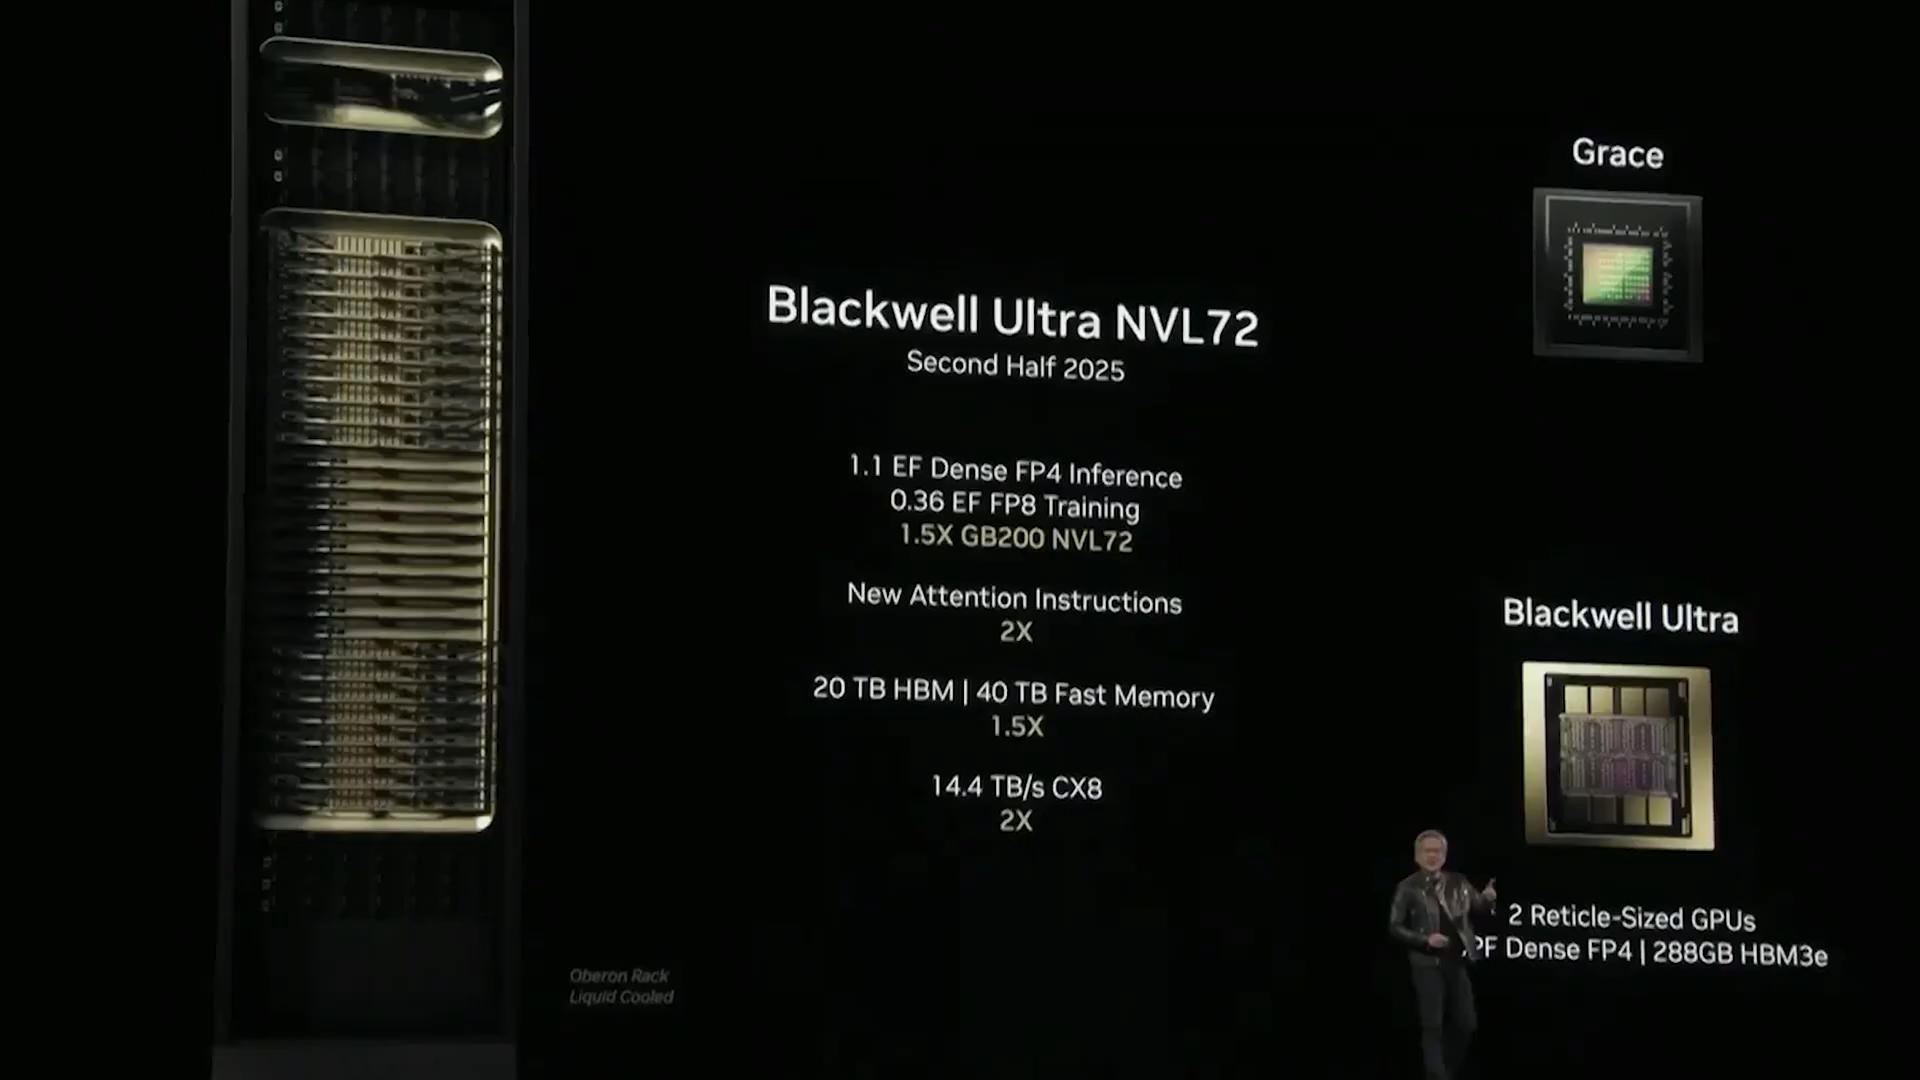 Blackwell Ultra NVL72
Second Half 2025
1.1 EF Dense FP4 Inference
0.36 EF FP8 Training
1.5X GB200 NVL72
New Attention Instructions
2X
20 TB HBM | 40 TB Fast Memory
1.5X
14.4 TB/s CX8
2X
Oberon Rack
Liquid Cooled
Grace
Blackwell Ultra
2 Reticle-Sized GPUs
PF Dense FP4 | 288GB HBM3e